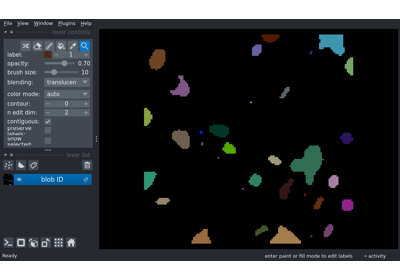 File View Window Plugins Help
layer controls
label: 1
opacity: 0.70
brush size: 10
blending: translucen
color mode: auto
contour: 0
n edit dim: 2
contiguous:
preserve labels:
show selected:
layer list
blob ID
Ready
enter paint or fill mode to edit labels
activity